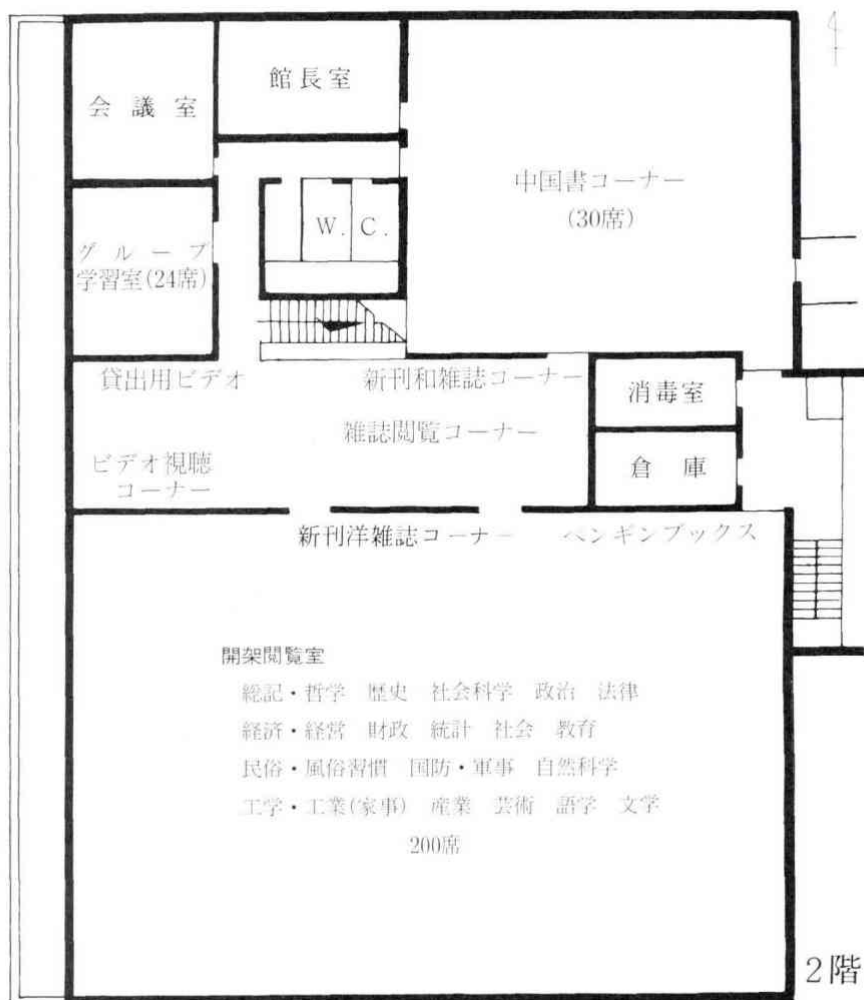 館長室
会 議 室
中国書コーナー
(30席)
W. C.
グ ル ー プ
学習室(24席)
貸出用ビデオ
新刊和雑誌コーナー
消毒室
雑誌閲覧コーナー
ビデオ視聴
コーナー
倉 庫
新刊洋雑誌コーナー
ペンギンブックス
開架閲覧室
総記・哲学 歴史 社会科学 政治 法律
経済・経営 財政 統計 社会 教育
民俗・風俗習慣 国防・軍事 自然科学
工学・工業(家事) 産業 芸術 語学 文学
200席
2階